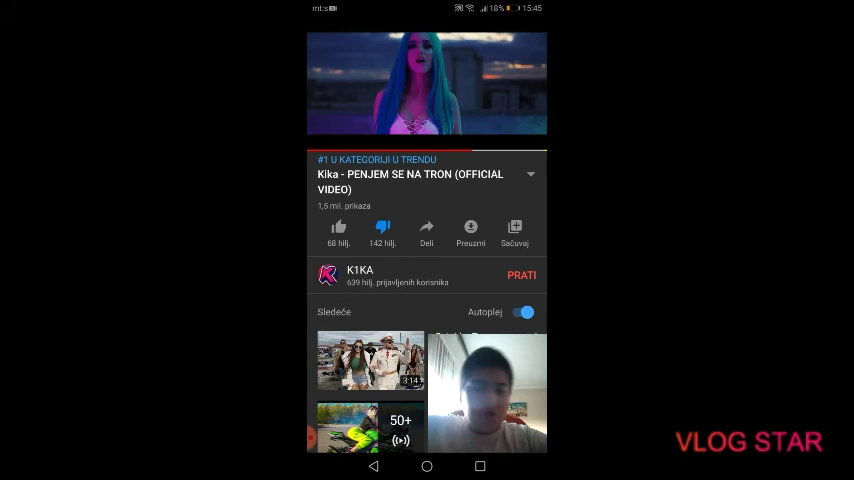 mt:s
18% 15:45
#1 U KATEGORIJI U TRENDU
Kika - PENJEM SE NA TRON (OFFICIAL
VIDEO)
1,5 mil. prikaza
68 hilj. 142 hilj. Deli Preuzmi Sačuvaj
K1KA
PRATI
639 hilj. prijavljenih korisnika
Sledeće Autoplej
3:14
50+
VLOG STAR